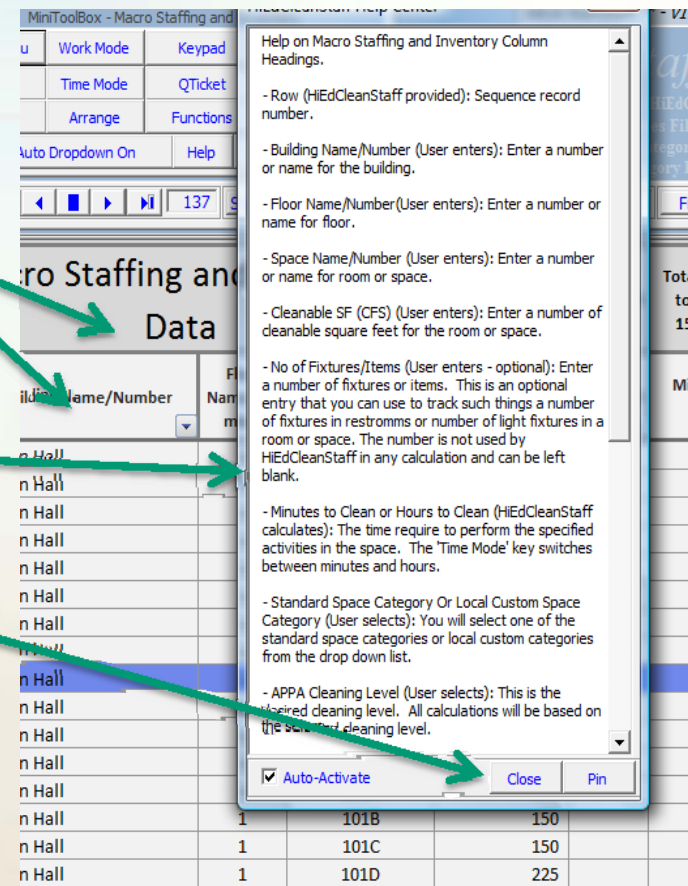 MiniToolBox - Macro Staffing and
HiEdCleanStaff Help Center
Work Mode
Keypad
Time Mode
QTicket
Arrange
Functions
Auto Dropdown On
Help
137
Help on Macro Staffing and Inventory Column
Headings.
- Row (HiEdCleanStaff provided): Sequence record
number.
- Building Name/Number (User enters): Enter a number
or name for the building.
- Floor Name/Number(User enters): Enter a number or
name for floor.
- Space Name/Number (User enters): Enter a number
or name for room or space.
- Cleanable SF (CFS) (User enters): Enter a number of
cleanable square feet for the room or space.
- No of Fixtures/Items (User enters - optional): Enter
a number of fixtures or items. This is an optional
entry that you can use to track such things a number
of fixtures in restromms or number of light fixtures in a
room or space. The number is not used by
HiEdCleanStaff in any calculation and can be left
blank.
- Minutes to Clean or Hours to Clean (HiEdCleanStaff
calculates): The time require to perform the specified
activities in the space. The 'Time Mode' key switches
between minutes and hours.
- Standard Space Category Or Local Custom Space
Category (User selects): You will select one of the
standard space categories or local custom categories
from the drop down list.
- APPA Cleaning Level (User selects): This is the
desired cleaning level. All calculations will be based on
the cleaning level.
Auto-Activate
Close
Pin
cro Staffing and
Data
ilding Name/Number
n Hall
n Hall
n Hall
n Hall
n Hall
n Hall
n Hall
n Hall
n Hall
n Hall
n Hall
n Hall
n Hall
n Hall 1 101B 150
n Hall 1 101C 150
n Hall 1 101D 225